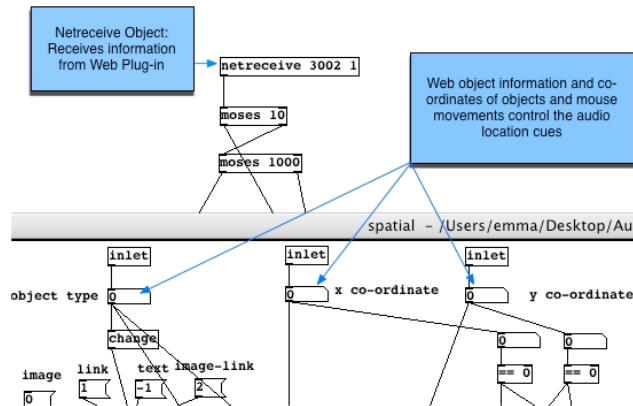 Netreceive Object:
Receives information
from Web Plug-in
netreceive 3002 1
Web object information and co-
ordinates of objects and mouse
movements control the audio
location cues
moses 10
moses 1000
spatial - /Users/emma/Desktop/Au
inlet
inlet
inlet
object type
0
0
x co-ordinate
0
y co-ordinate
change
0
0
image
link
text
image-link
== 0
== 0
0
1
-1
2